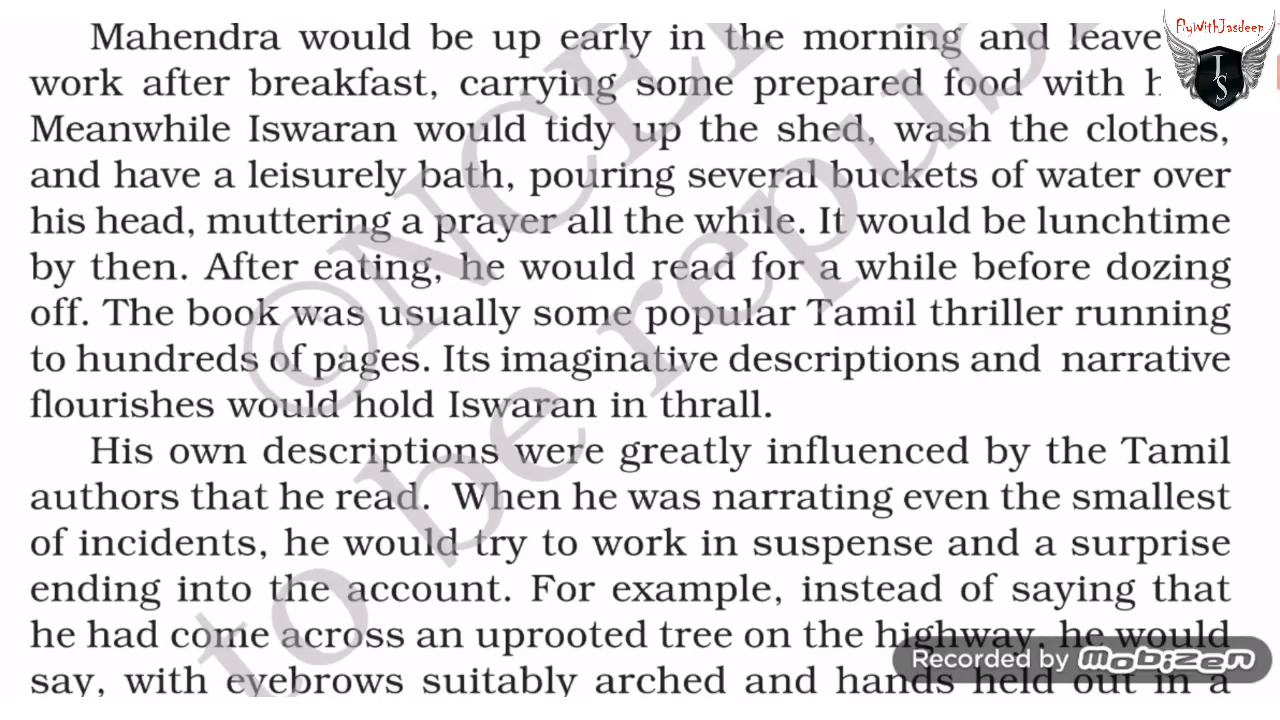 FlyWithJasdeep
JS
Mahendra would be up early in the morning and leave
work after breakfast, carrying some prepared food with
Meanwhile Iswaran would tidy up the shed, wash the clothes,
and have a leisurely bath, pouring several buckets of water over
his head, muttering a prayer all the while. It would be lunchtime
by then. After eating, he would read for a while before dozing
off. The book was usually some popular Tamil thriller running
to hundreds of pages. Its imaginative descriptions and narrative
flourishes would hold Iswaran in thrall.
His own descriptions were greatly influenced by the Tamil
authors that he read. When he was narrating even the smallest
of incidents, he would try to work in suspense and a surprise
ending into the account. For example, instead of saying that
he had come across an uprooted tree on the highway, he would
say, with eyebrows suitably arched and hands held out in a
©NCE
to be repub
Recorded by Mobizen